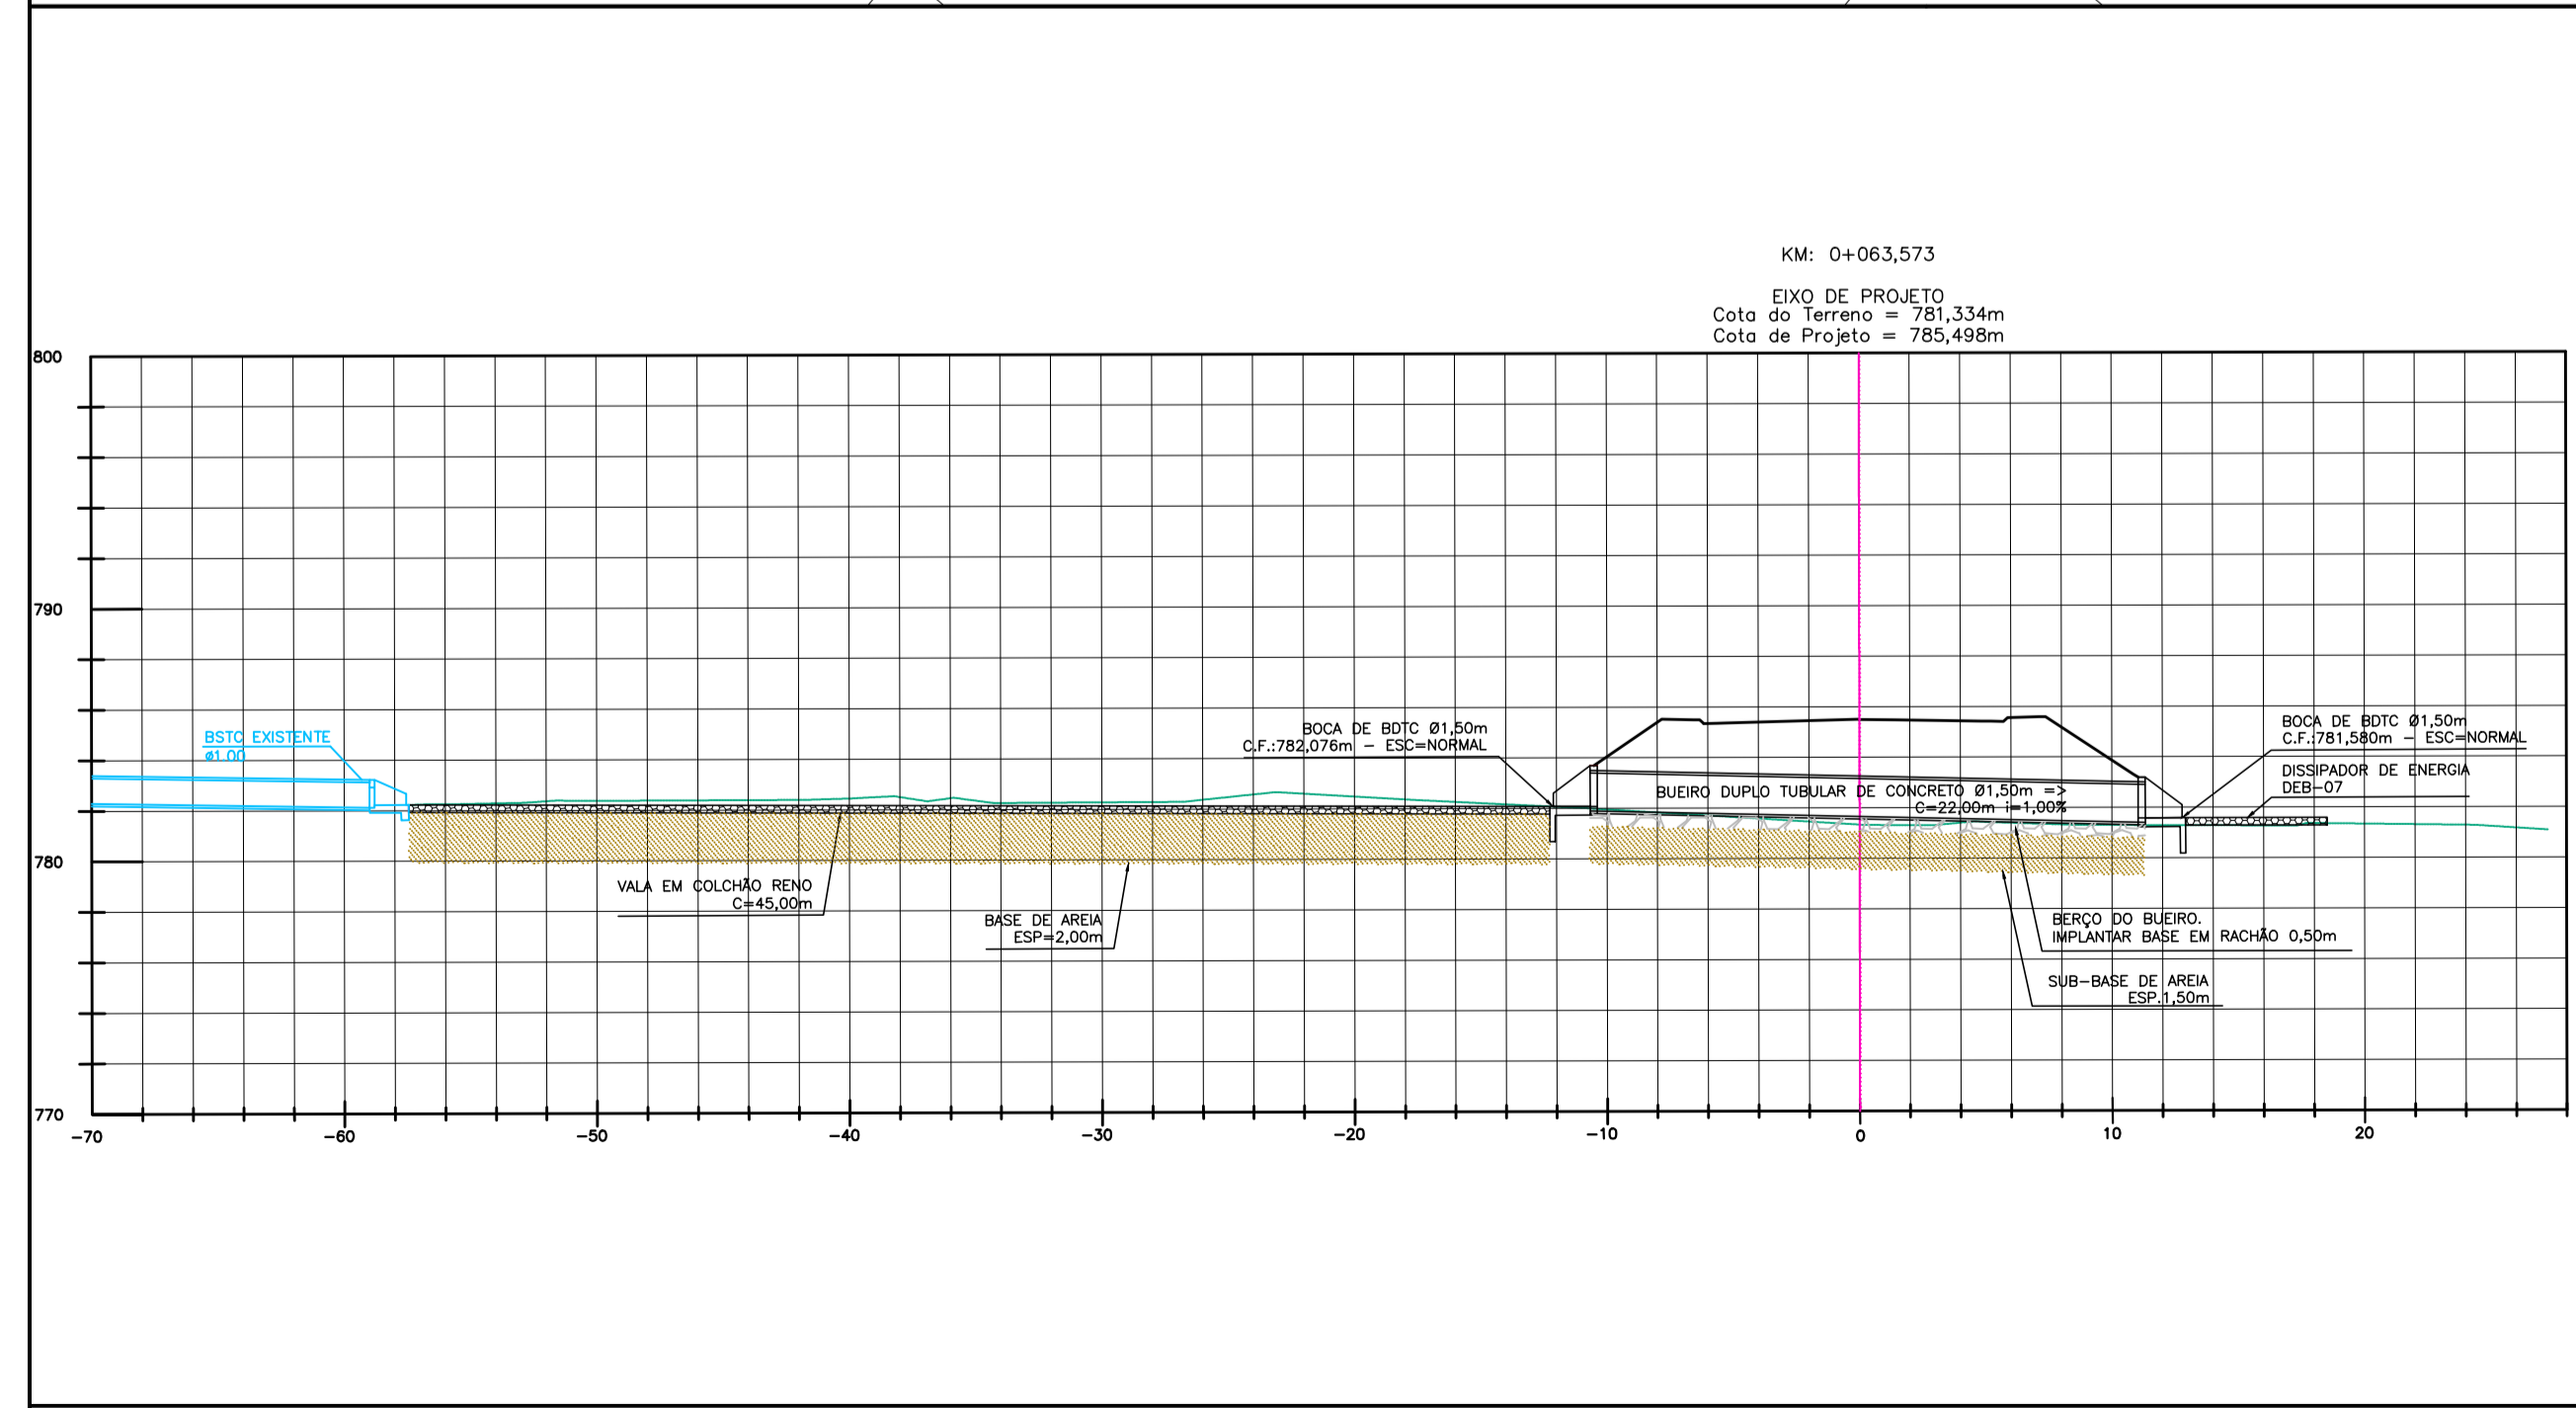 KM: 0+063,573
EIXO DE PROJETO
Cota do Terreno = 781,334m
Cota de Projeto = 785,498m
800
790
780
770
BSTC EXISTENTE
Ø1.00
BOCA DE BDTC Ø1,50m
C.F.:782,076m - ESC=NORMAL
BOCA DE BDTC Ø1,50m
C.F.:781,580m - ESC=NORMAL
DISSIPADOR DE ENERGIA
DEB-07
BUEIRO DUPLO TUBULAR DE CONCRETO Ø1,50m =>
C=22,00m i=1,00%
VALA EM COLCHÃO RENO
C=45,00m
BASE DE AREIA
ESP=2,00m
BERÇO DO BUEIRO.
IMPLANTAR BASE EM RACHÃO 0,50m
SUB-BASE DE AREIA
ESP.1,50m
-70 -60 -50 -40 -30 -20 -10 0 10 20